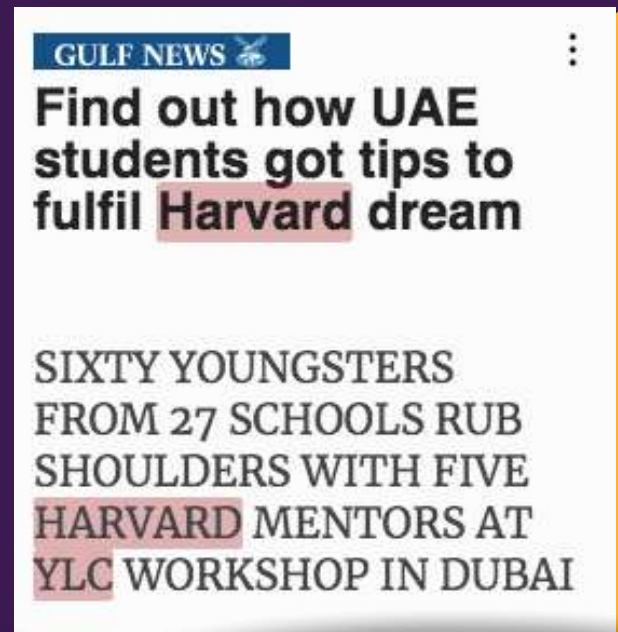 GULF NEWS
Find out how UAE
students got tips to
fulfil Harvard dream
SIXTY YOUNGSTERS
FROM 27 SCHOOLS RUB
SHOULDERS WITH FIVE
HARVARD MENTORS AT
YLC WORKSHOP IN DUBAI